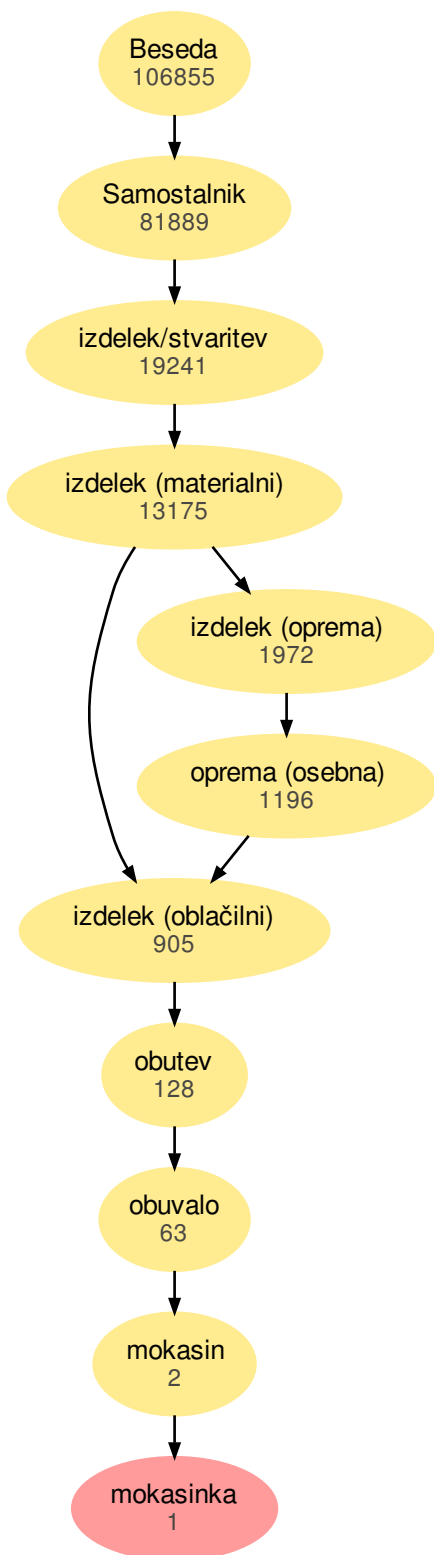 Beseda
106855
Samostalnik
81889
izdelek/stvaritev
19241
izdelek (materialni)
13175
izdelek (oprema)
1972
oprema (osebna)
1196
izdelek (oblačilni)
905
obutev
128
obuvalo
63
mokasin
2
mokasinka
1